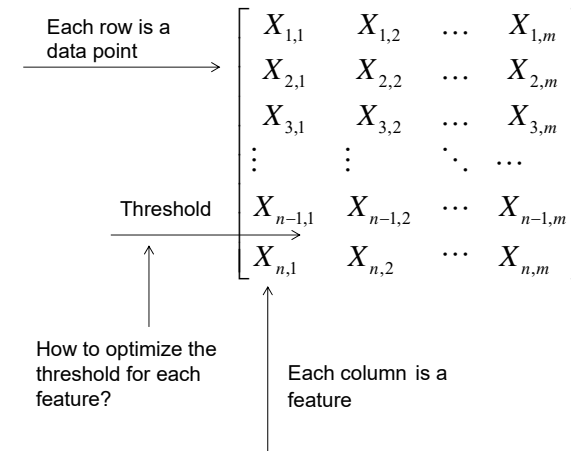 Each row is a
data point
X1,1 X1,2 ⋯ X1,m
X2,1 X2,2 ⋯ X2,m
X3,1 X3,2 ⋯ X3,m
⋮ ⋮ ⋱ ⋯
Threshold
Xn−1,1 Xn−1,2 ⋯ Xn−1,m
Xn,1 Xn,2 ⋯ Xn,m
How to optimize the
threshold for each
feature?
Each column is a
feature